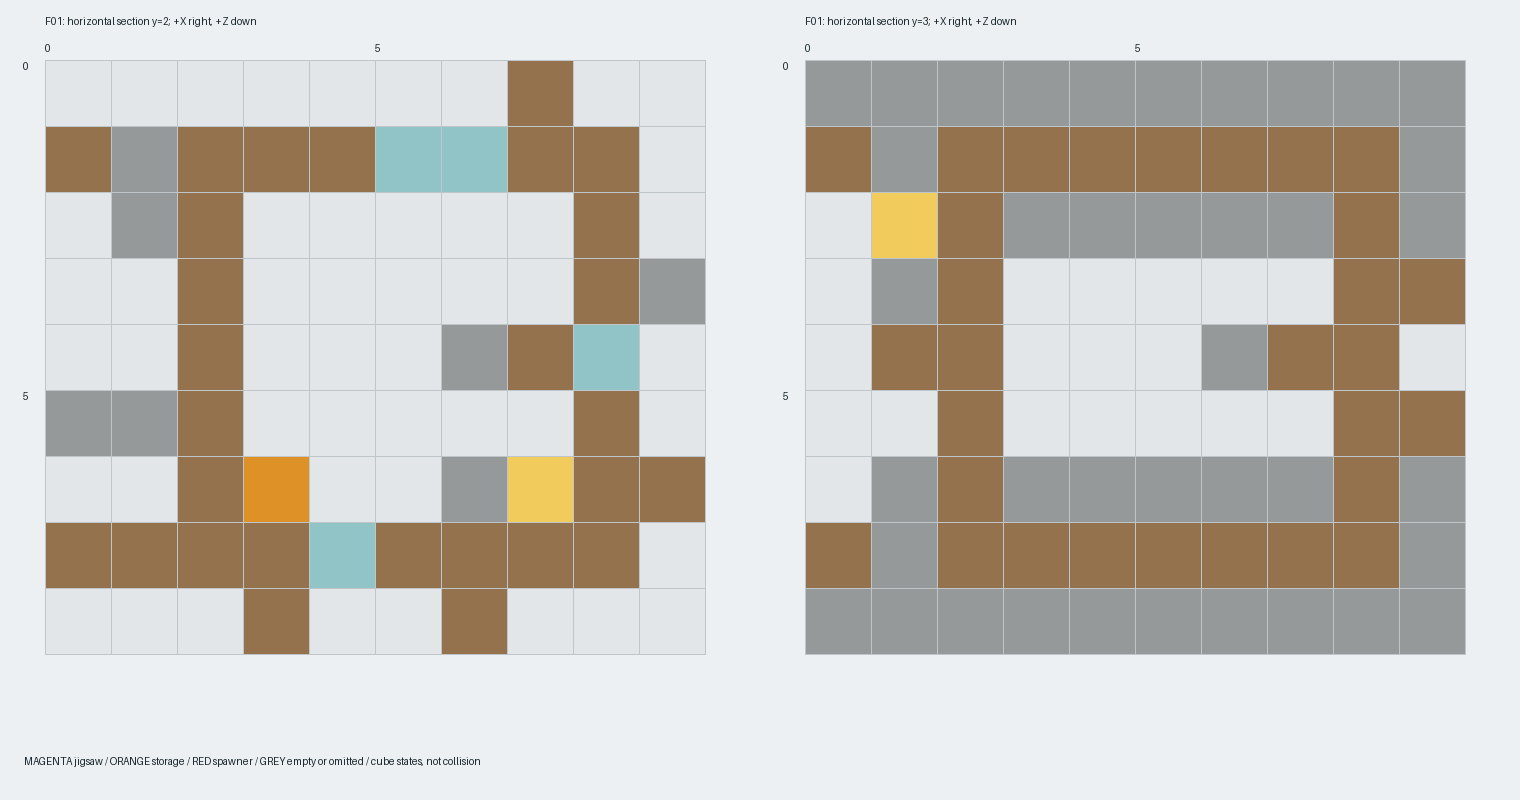 F01: horizontal section y=2; +X right, +Z down
F01: horizontal section y=3; +X right, +Z down
0 5
0 5
0
0
5
5
MAGENTA jigsaw / ORANGE storage / RED spawner / GREY empty or omitted / cube states, not collision